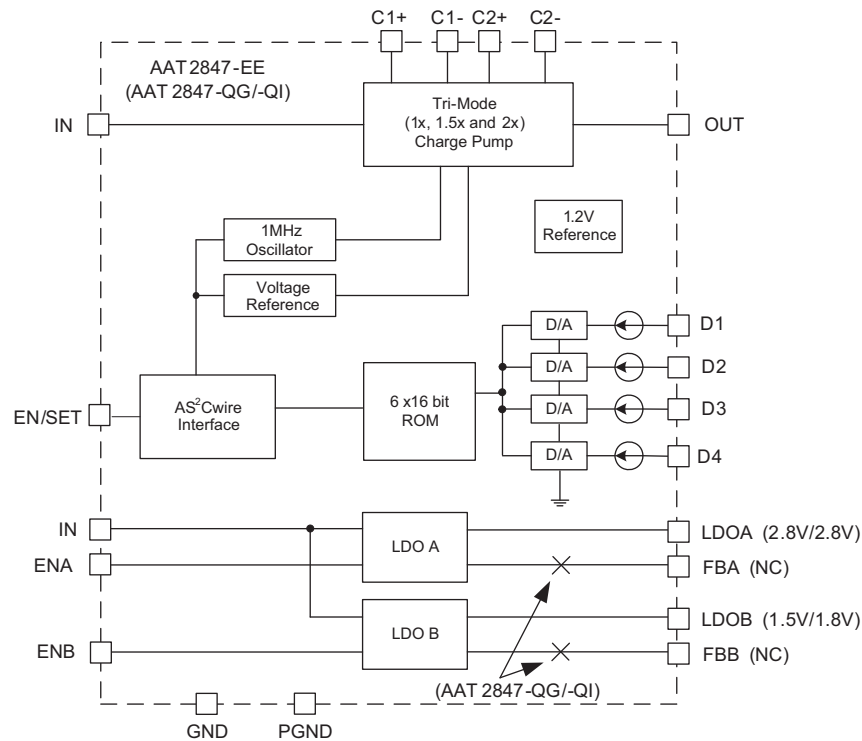 C1+ C1- C2+ C2-
AAT2847-EE
(AAT2847-QG/-QI)
IN
Tri-Mode
(1x, 1.5x and 2x)
Charge Pump
OUT
1MHz
Oscillator
1.2V
Reference
Voltage
Reference
D/A
D1
D/A
D2
D/A
D3
D/A
D4
EN/SET
AS²Cwire
Interface
6 x16 bit
ROM
IN
LDO A
LDOA (2.8V/2.8V)
ENA
FBA (NC)
LDO B
LDOB (1.5V/1.8V)
ENB
FBB (NC)
(AAT2847-QG/-QI)
GND
PGND